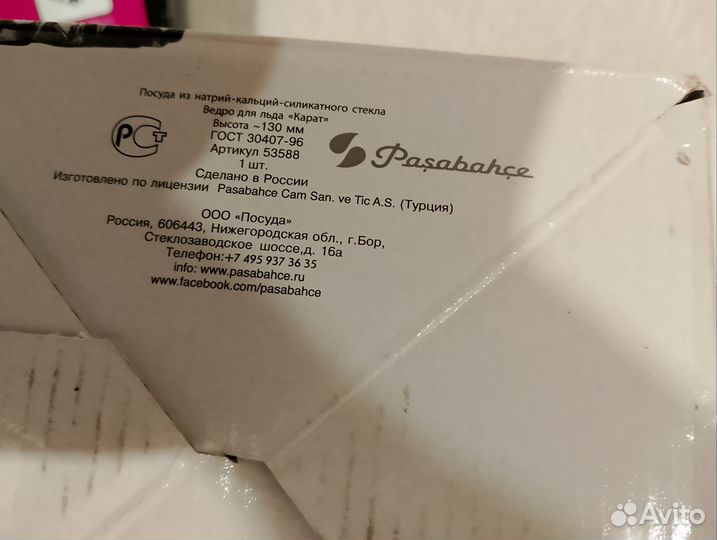 Посуда из натрий-кальций-силикатного стекла
Ведро для льда «Карат»
Высота ~130 мм
ГОСТ 30407-96
Артикул 53588
1 шт.
Сделано в России
Изготовлено по лицензии Pasabahce Cam San. ve Tic A.S. (Турция)
РСТ
Paşabahçe
ООО «Посуда»
Россия, 606443, Нижегородская обл., г.Бор,
Стеклозаводское шоссе,д. 16а
Телефон:+7 495 937 36 35
info: www.pasabahce.ru
www.facebook.com/pasabahce
Avito